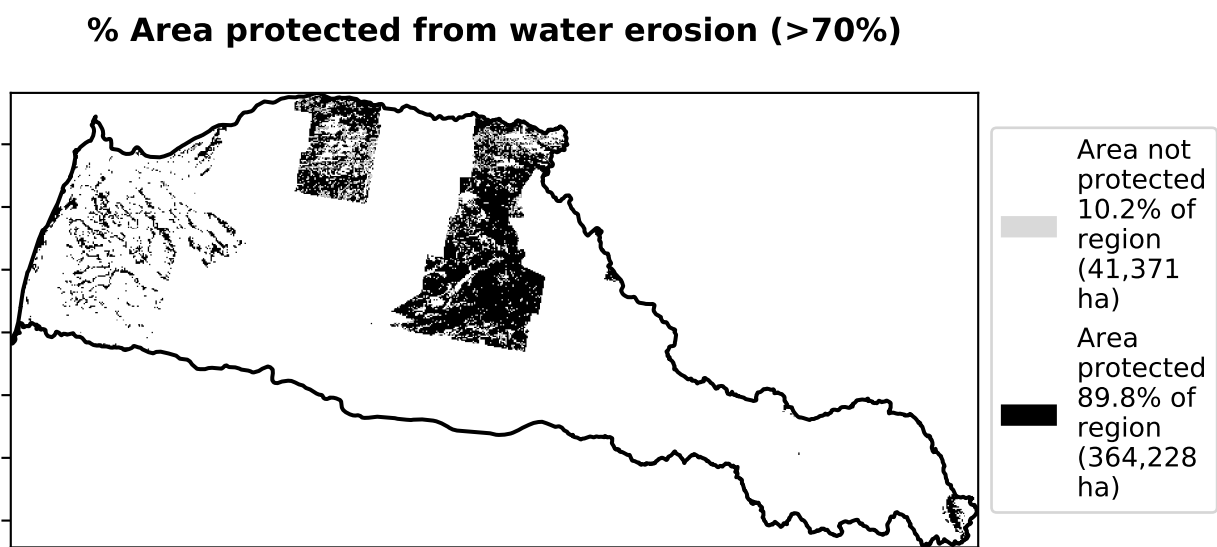 % Area protected from water erosion (>70%)
Area not
protected
10.2% of
region
(41,371
ha)
Area
protected
89.8% of
region
(364,228
ha)